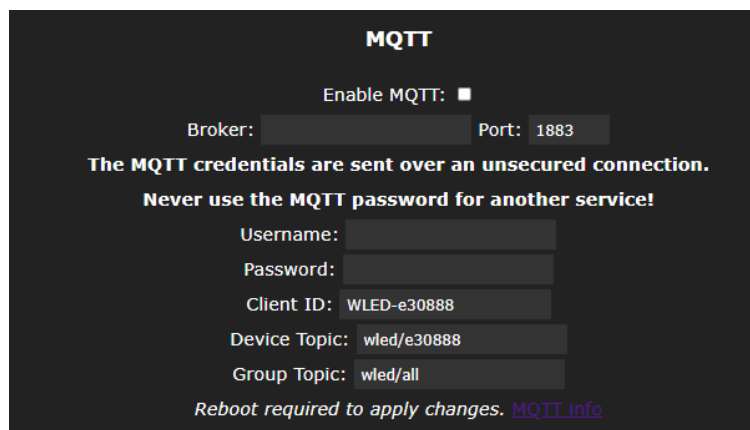 MQTT
Enable MQTT:
Broker: Port: 1883
The MQTT credentials are sent over an unsecured connection.
Never use the MQTT password for another service!
Username:
Password:
Client ID: WLED-e30888
Device Topic: wled/e30888
Group Topic: wled/all
Reboot required to apply changes. MQTT info